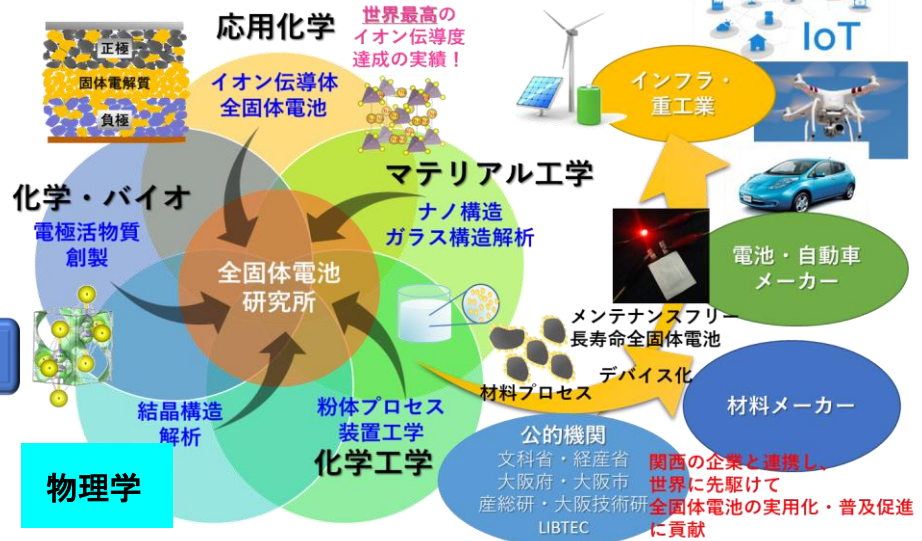 応用化学
世界最高の
イオン伝導度
達成の実績！
IoT
正極
固体電解質
負極
イオン伝導体
全固体電池
インフラ・
重工業
マテリアル工学
化学・バイオ
ナノ構造
ガラス構造解析
電極活物質
創製
全固体電池
研究所
電池・自動車
メーカー
メンテナンスフリー
長寿命全固体電池
デバイス化
材料プロセス
材料メーカー
結晶構造
解析
粉体プロセス
装置工学
化学工学
物理学
公的機関
文科省・経産省
大阪府・大阪市
産総研・大阪技術研
LIBTEC
関西の企業と連携し、
世界に先駆けて
全固体電池の実用化・普及促進
に貢献